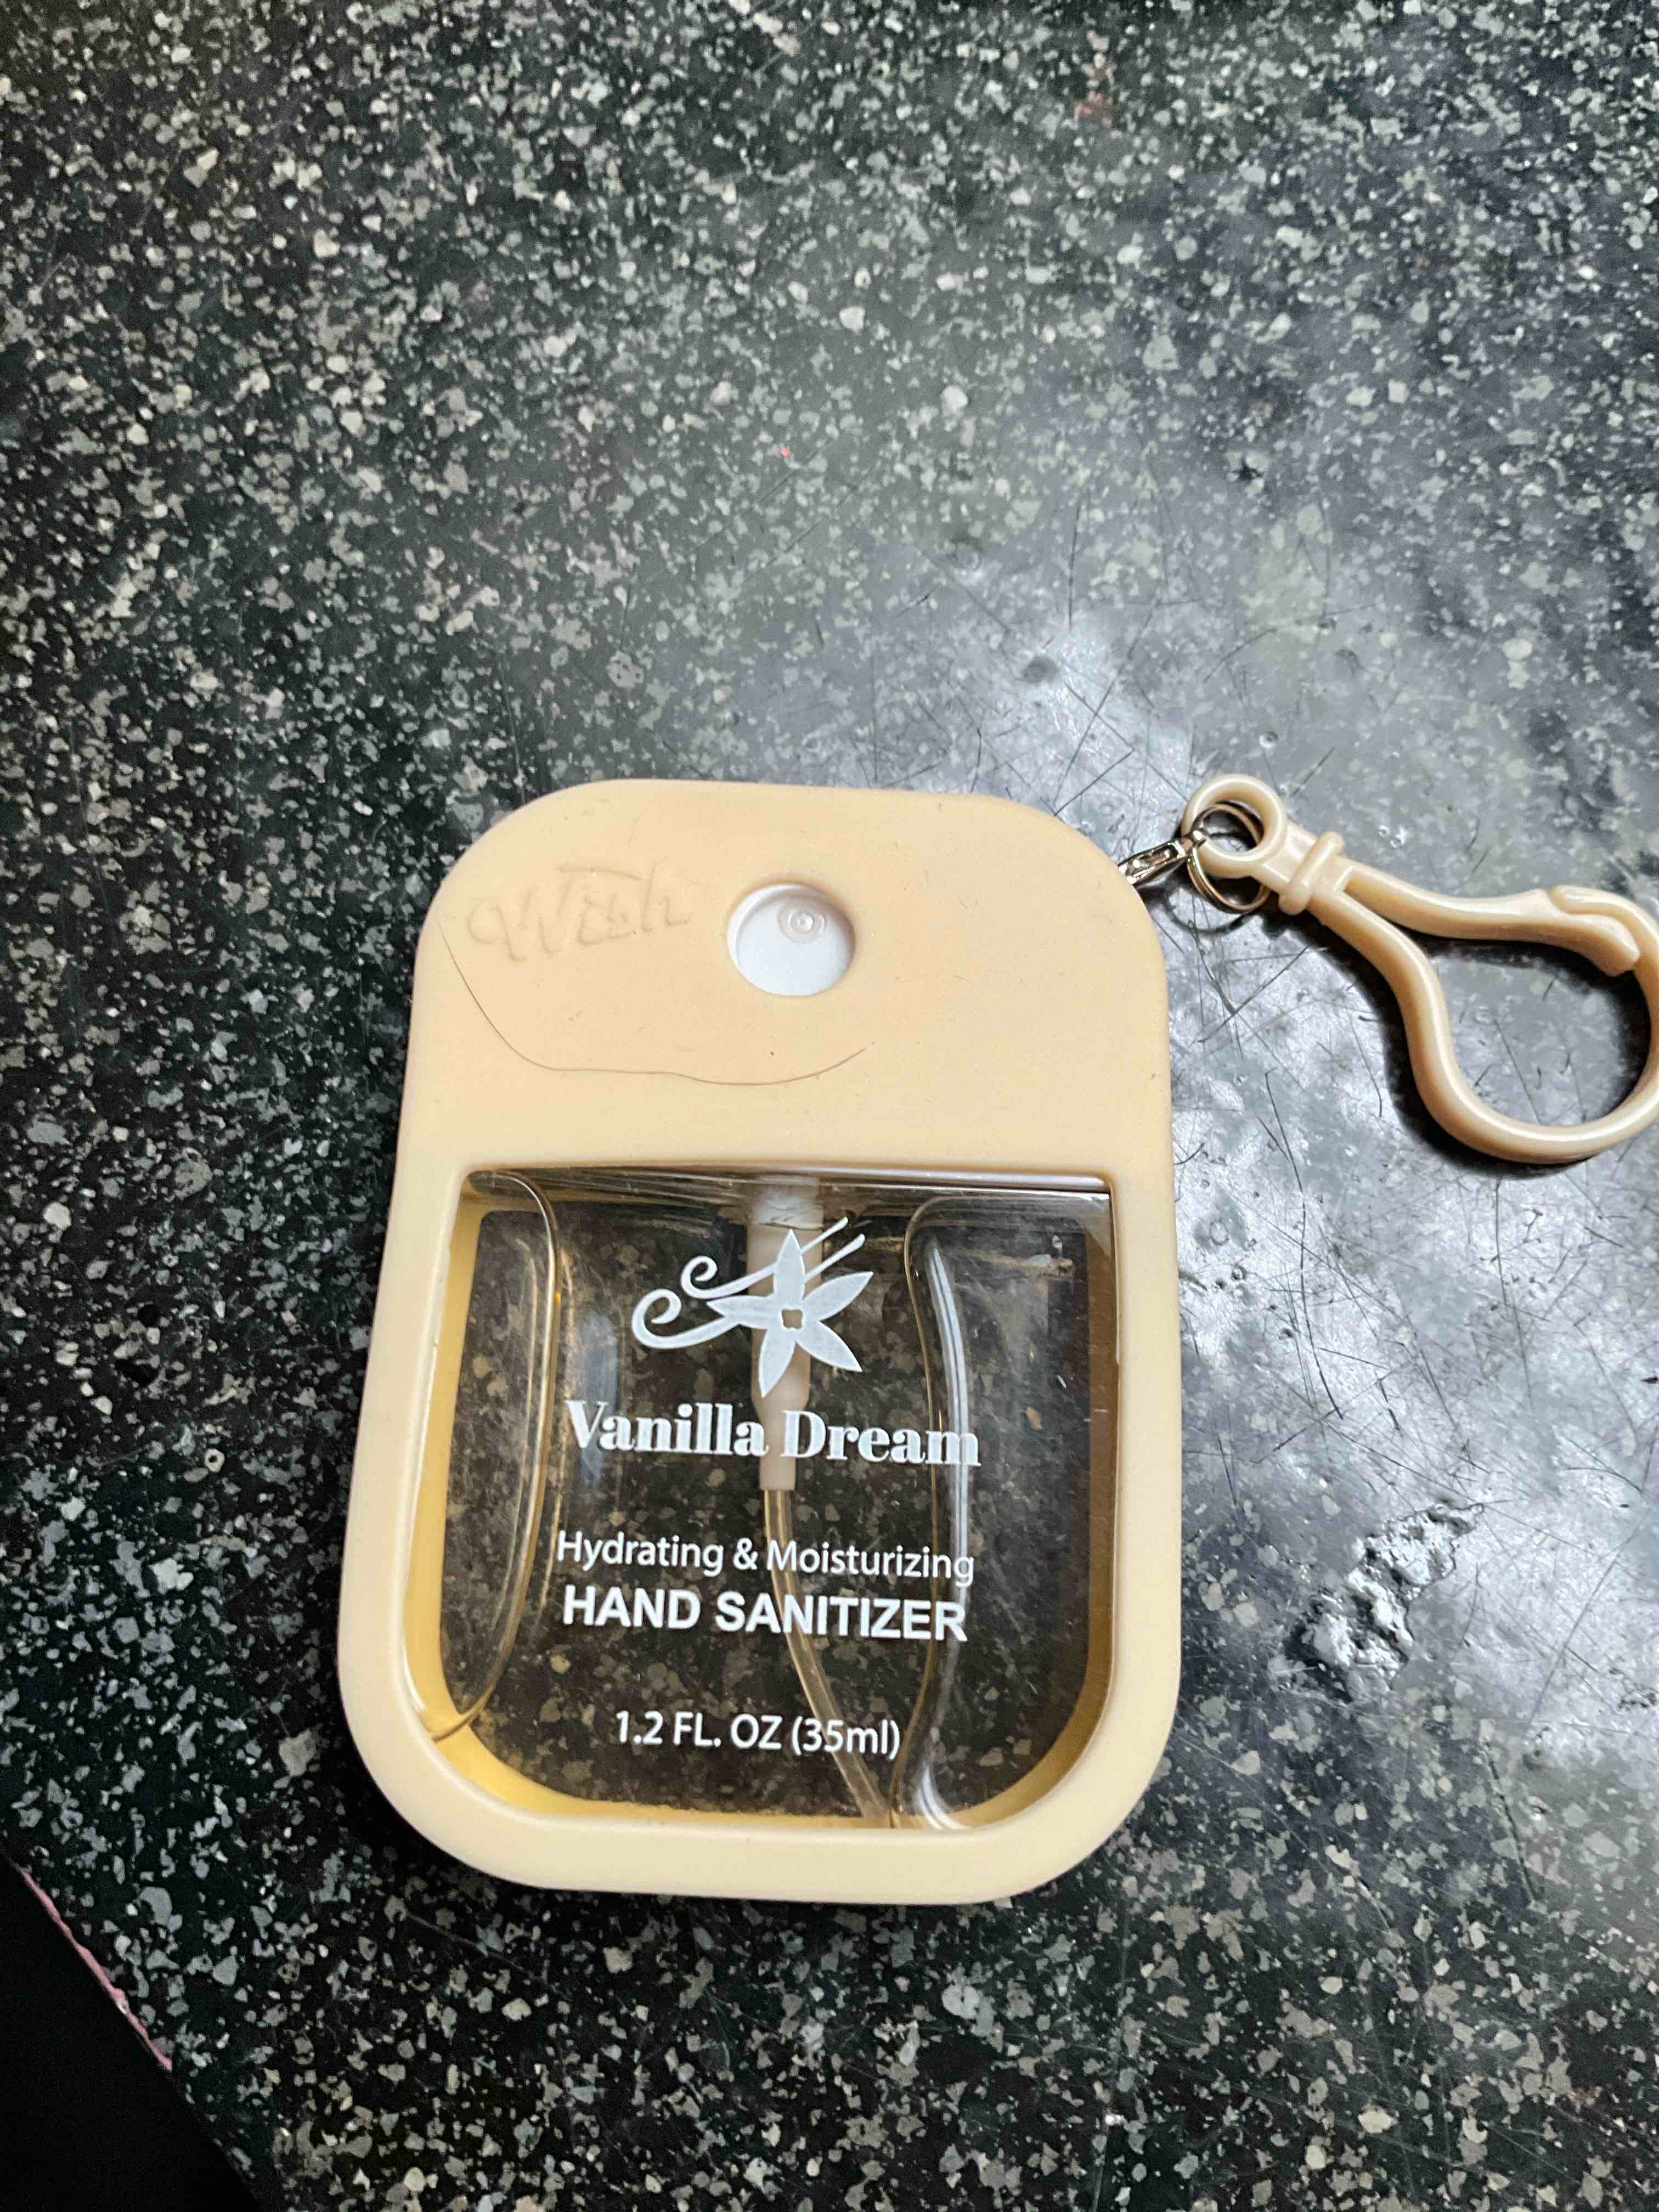 Wish
Vanilla Dream
Hydrating & Moisturizing
HAND SANITIZER
1.2 FL. OZ (35ml)